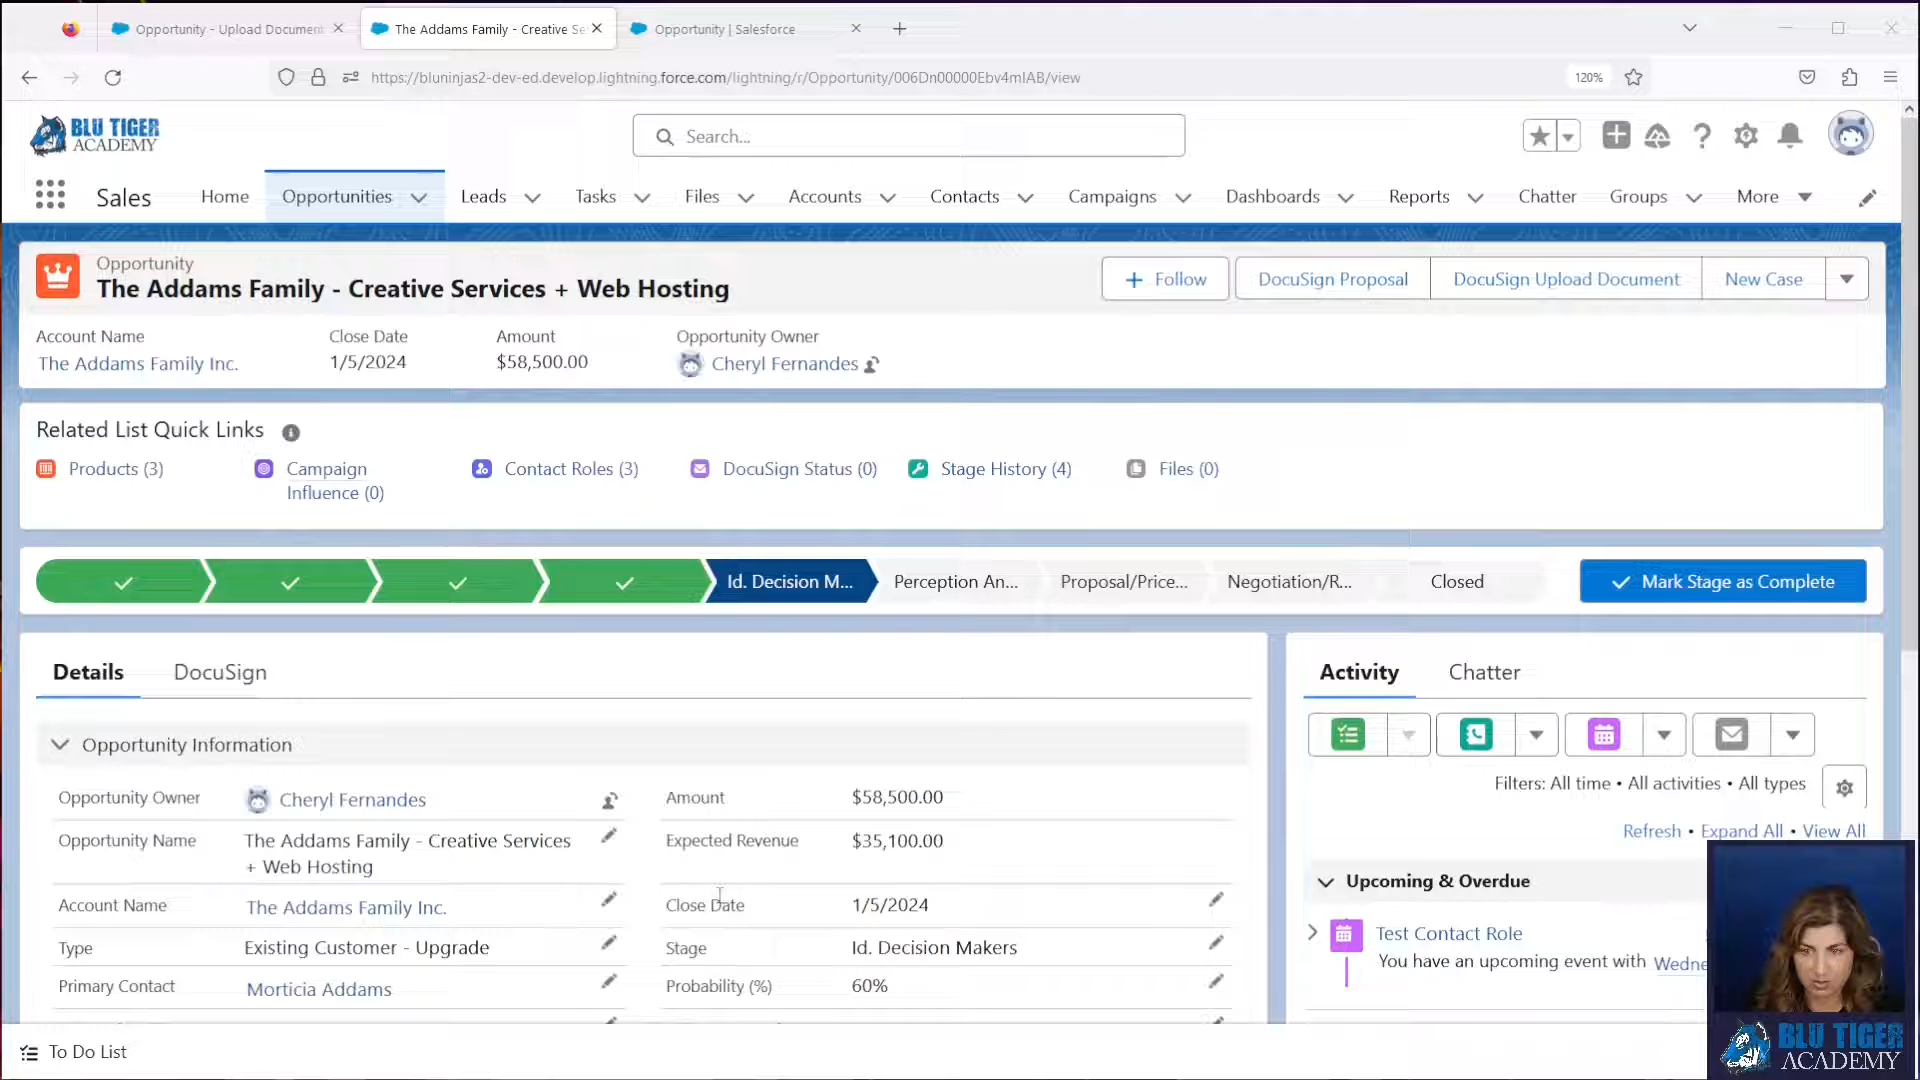 Opportunity - Upload Document
The Addams Family - Creative Se
Opportunity | Salesforce
https://bluninjas2-dev-ed.develop.lightning.force.com/lightning/r/Opportunity/006Dn00000Ebv4mIAB/view
120%
BLU TIGER
ACADEMY
Search...
Sales
Home
Opportunities
Leads
Tasks
Files
Accounts
Contacts
Campaigns
Dashboards
Reports
Chatter
Groups
More
Opportunity
The Addams Family - Creative Services + Web Hosting
Follow
DocuSign Proposal
DocuSign Upload Document
New Case
Account Name
Close Date
Amount
Opportunity Owner
The Addams Family Inc.
1/5/2024
$58,500.00
Cheryl Fernandes
Related List Quick Links
Products (3)
Campaign
Influence (0)
Contact Roles (3)
DocuSign Status (0)
Stage History (4)
Files (0)
Id. Decision M...
Perception An...
Proposal/Price...
Negotiation/R...
Closed
Mark Stage as Complete
Details
DocuSign
Opportunity Information
Opportunity Owner
Cheryl Fernandes
Amount
$58,500.00
Opportunity Name
The Addams Family - Creative Services
+ Web Hosting
Expected Revenue
$35,100.00
Account Name
The Addams Family Inc.
Close Date
1/5/2024
Type
Existing Customer - Upgrade
Stage
Id. Decision Makers
Primary Contact
Morticia Addams
Probability (%)
60%
Activity
Chatter
Filters: All time • All activities • All types
Refresh • Expand All • View All
Upcoming & Overdue
Test Contact Role
You have an upcoming event with
Wedne
To Do List
BLU TIGER
ACADEMY